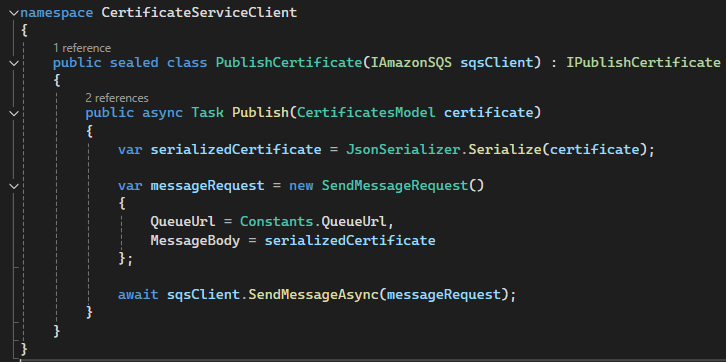 namespace CertificateServiceClient
{
1 reference
public sealed class PublishCertificate(IAmazonSQS sqsClient) : IPublishCertificate
{
2 references
public async Task Publish(CertificatesModel certificate)
{
var serializedCertificate = JsonSerializer.Serialize(certificate);
var messageRequest = new SendMessageRequest()
{
QueueUrl = Constants.QueueUrl,
MessageBody = serializedCertificate
};
await sqsClient.SendMessageAsync(messageRequest);
}
}
}